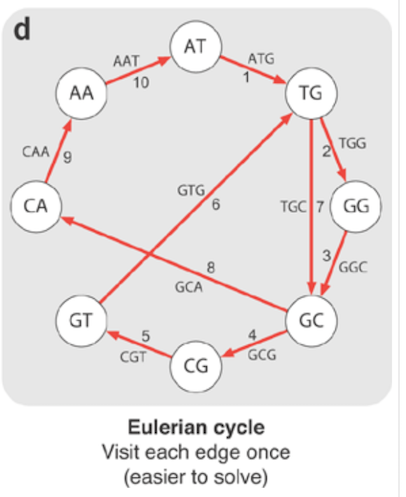 d
AT
AAT
10
ATG
1
AA
TG
CAA
9
2
TGG
GTG
6
TGC
7
CA
GG
8
GCA
3
GGC
GT
GC
5
CGT
4
GCG
CG
Eulerian cycle
Visit each edge once
(easier to solve)